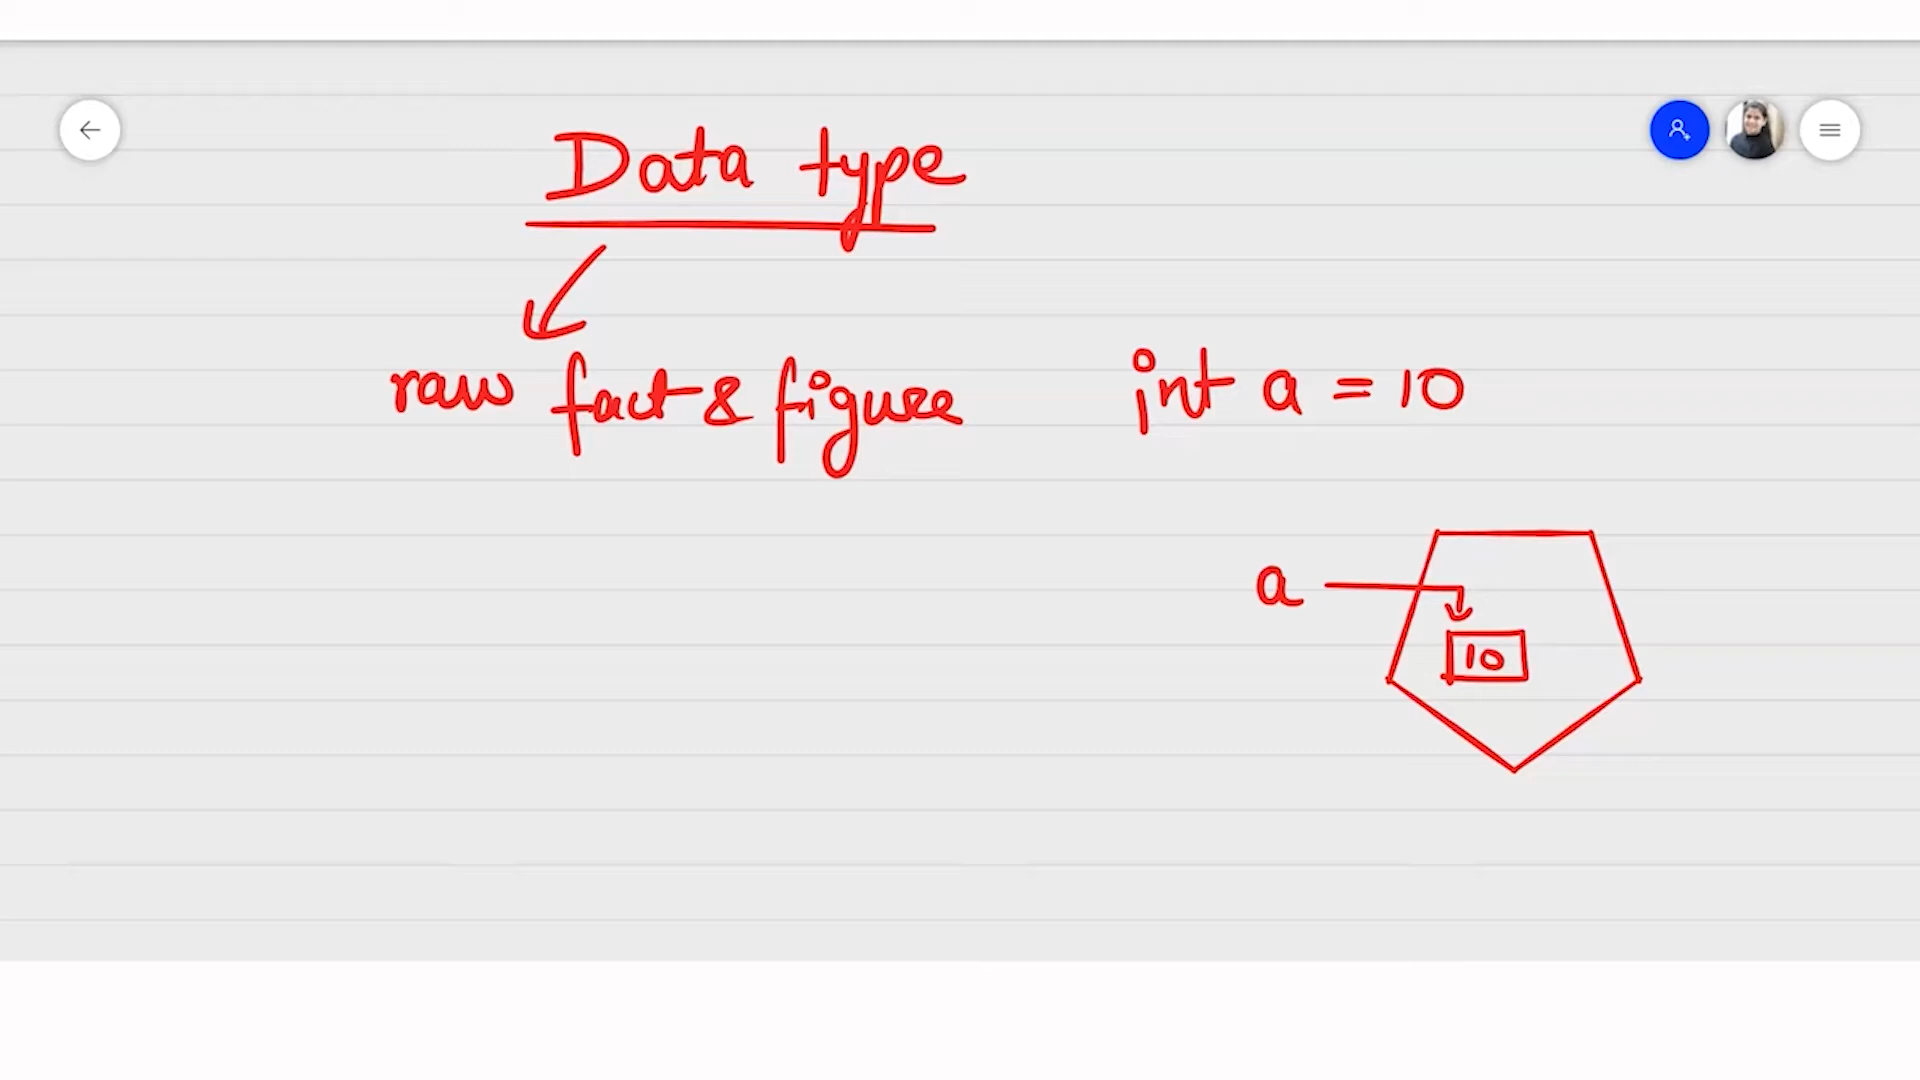 Data type
raw fact & figure
int a = 10
a
10